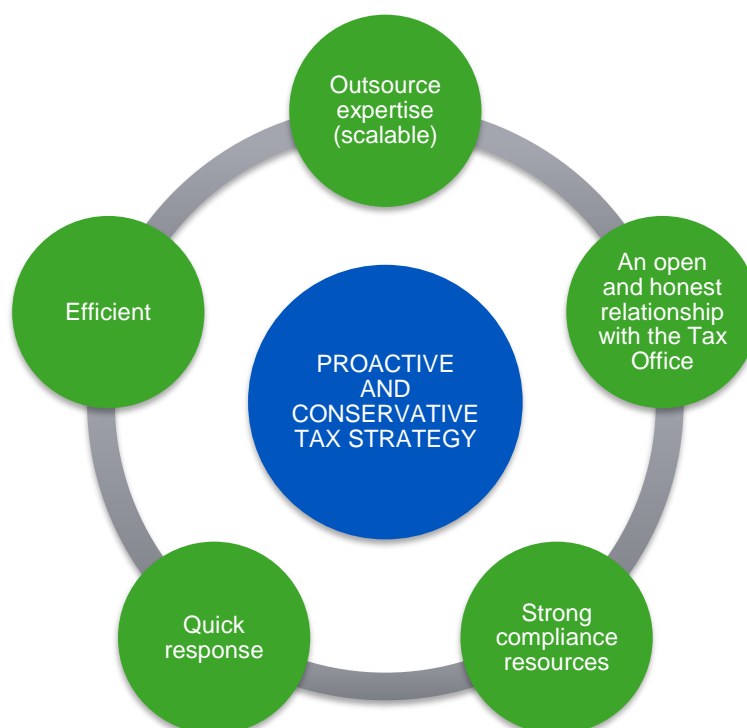 Outsource
expertise
(scalable)
An open
and honest
relationship
with the Tax
Office
Strong
compliance
resources
Quick
response
Efficient
PROACTIVE
AND
CONSERVATIVE
TAX STRATEGY